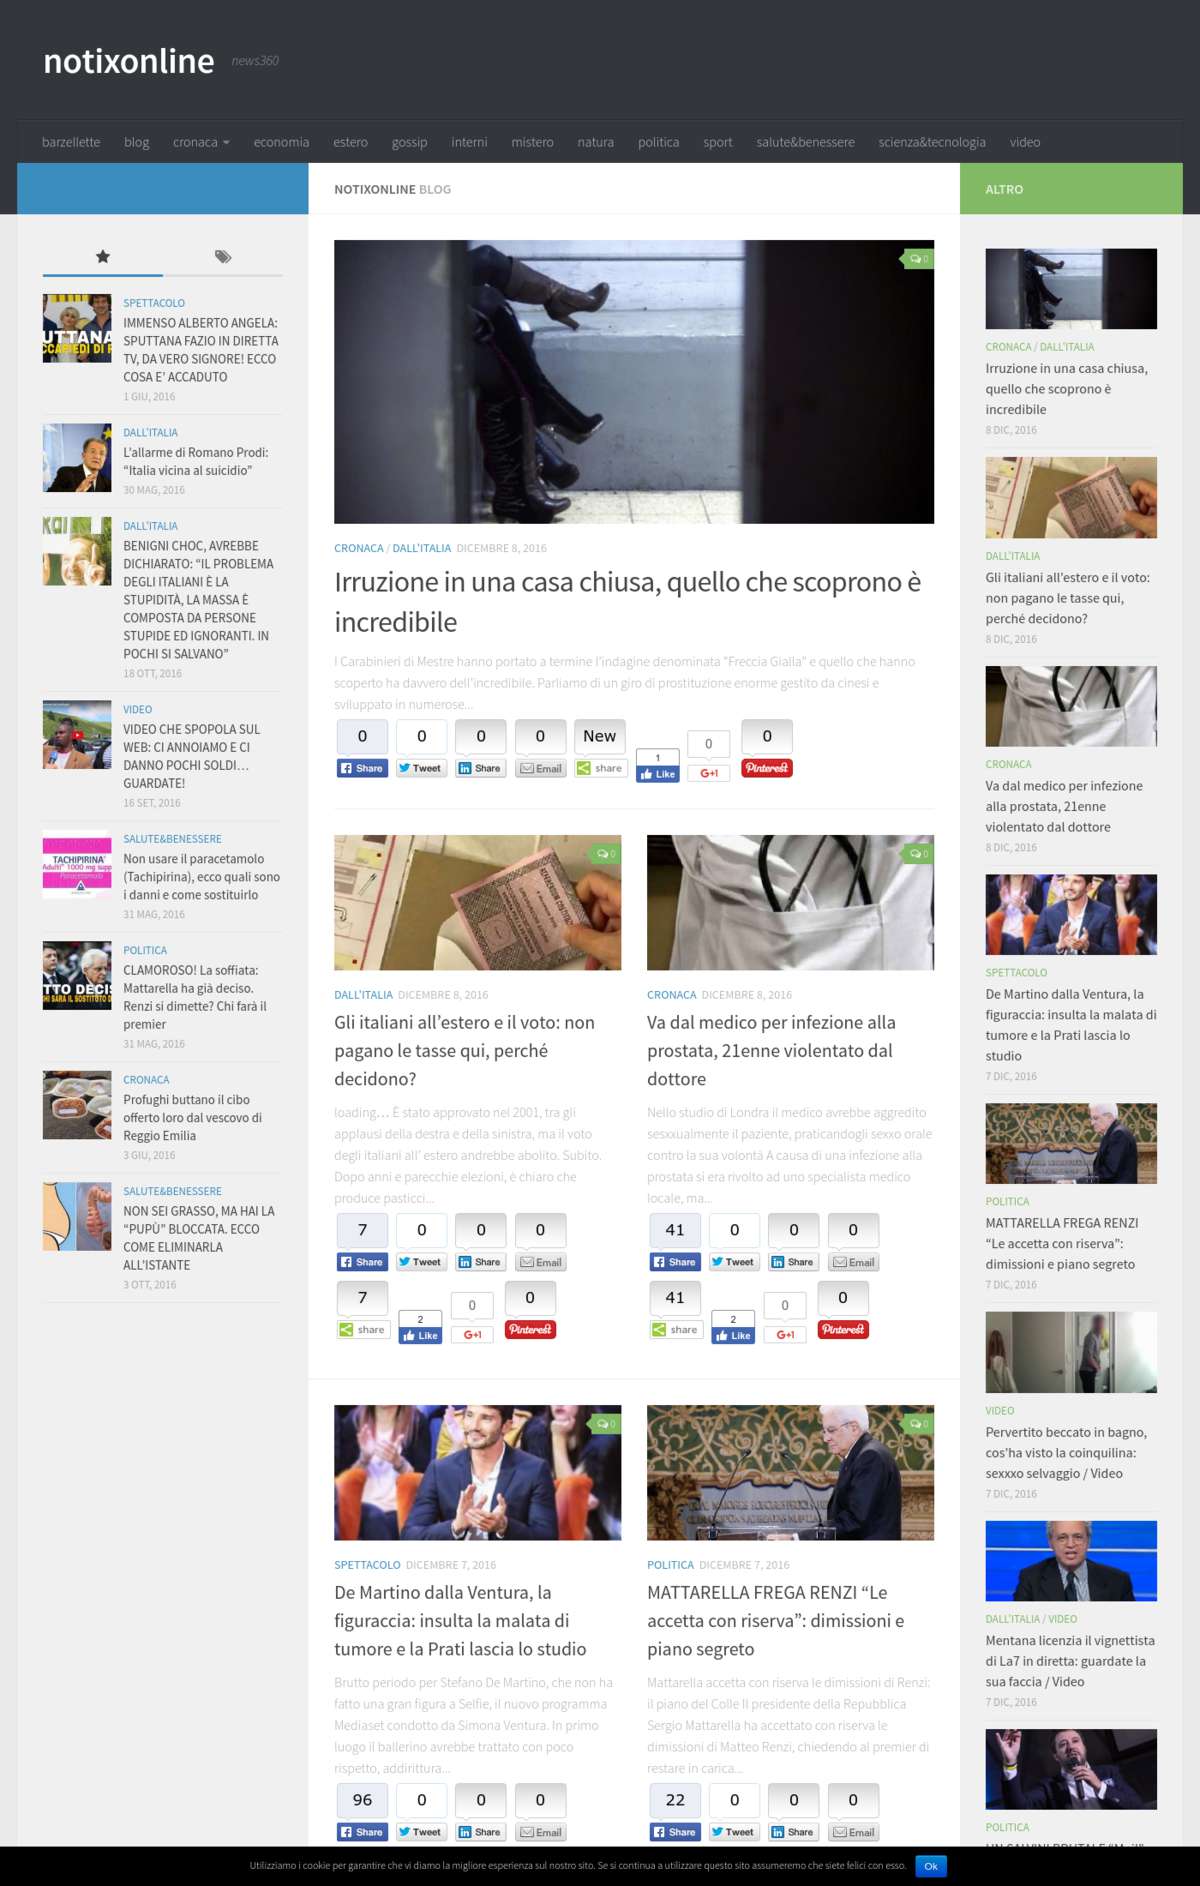 notixonline news360
barzellette blog cronaca economia estero gossip interni mistero natura politica sport salute&benessere scienza&tecnologia video
NOTIXONLINE BLOG
ALTRO
SPETTACOLO
IMMENSO ALBERTO ANGELA:
SPUTTANA FAZIO IN DIRETTA
TV, DA VERO SIGNORE! ECCO
COSA E' ACCADUTO
1 GIU, 2016
DALL'ITALIA
L'allarme di Romano Prodi:
“Italia vicina al suicidio”
30 MAG, 2016
DALL'ITALIA
BENIGNI CHOC, AVREBBE
DICHIARATO: “IL PROBLEMA
DEGLI ITALIANI È LA
STUPIDITÀ, LA MASSA È
COMPOSTA DA PERSONE
STUPIDE ED IGNORANTI. IN
POCHI SI SALVANO”
18 OTT, 2016
VIDEO
VIDEO CHE SPOPOLA SUL
WEB: CI ANNOIAMO E CI
DANNO POCHI SOLDI…
GUARDATE!
16 SET, 2016
TACHIPIRINA
SALUTE&BENESSERE
Non usare il paracetamolo
(Tachipirina), ecco quali sono
i danni e come sostituirlo
31 MAG, 2016
POLITICA
CLAMOROSO! La soffiata:
Mattarella ha già deciso.
Renzi si dimette? Chi farà il
premier
31 MAG, 2016
CRONACA
Profughi buttano il cibo
offerto loro dal vescovo di
Reggio Emilia
3 GIU, 2016
SALUTE&BENESSERE
NON SEI GRASSO, MA HAI LA
“PUPÙ” BLOCCATA. ECCO
COME ELIMINARLA
ALL'ISTANTE
3 OTT, 2016
0
CRONACA / DALL'ITALIA DICEMBRE 8, 2016
Irruzione in una casa chiusa, quello che scoprono è
incredibile
I Carabinieri di Mestre hanno portato a termine l'indagine denominata "Freccia Gialla" e quello che hanno
scoperto ha davvero dell'incredibile. Parliamo di un giro di prostituzione enorme gestito da cinesi e
sviluppato in numerose...
0 0 0 0 New 1 0 0
Share Tweet Share Email share Like G+1 Pinterest
0
DALL'ITALIA DICEMBRE 8, 2016
Gli italiani all’estero e il voto: non
pagano le tasse qui, perché
decidono?
loading... È stato approvato nel 2001, tra gli
applausi della destra e della sinistra, ma il voto
degli italiani all’ estero andrebbe abolito. Subito.
Dopo anni e parecchie elezioni, è chiaro che
produce pasticci...
7 0 0 0
Share Tweet Share Email
7 2 0 0
share Like G+1 Pinterest
0
CRONACA DICEMBRE 8, 2016
Va dal medico per infezione alla
prostata, 21enne violentato dal
dottore
Nello studio di Londra il medico avrebbe aggredito
sesxxualmente il paziente, praticandogli sexxo orale
contro la sua volontà A causa di una infezione alla
prostata si era rivolto ad uno specialista medico
locale, ma...
41 0 0 0
Share Tweet Share Email
41 2 0 0
share Like G+1 Pinterest
0
SPETTACOLO DICEMBRE 7, 2016
De Martino dalla Ventura, la
figuraccia: insulta la malata di
tumore e la Prati lascia lo studio
Brutto periodo per Stefano De Martino, che non ha
fatto una gran figura a Selfie, il nuovo programma
Mediaset condotto da Simona Ventura. In primo
luogo il ballerino avrebbe trattato con poco
rispetto, addirittura...
96 0 0 0
Share Tweet Share Email
0
POLITICA DICEMBRE 7, 2016
MATTARELLA FREGA RENZI “Le
accetta con riserva”: dimissioni e
piano segreto
Mattarella accetta con riserva le dimissioni di Renzi:
il piano del Colle Il presidente della Repubblica
Sergio Mattarella ha accettato con riserva le
dimissioni di Matteo Renzi, chiedendo al premier di
restare in carica...
22 0 0 0
Share Tweet Share Email
CRONACA / DALL'ITALIA
Irruzione in una casa chiusa,
quello che scoprono è
incredibile
8 DIC, 2016
DALL'ITALIA
Gli italiani all’estero e il voto:
non pagano le tasse qui,
perché decidono?
8 DIC, 2016
CRONACA
Va dal medico per infezione
alla prostata, 21enne
violentato dal dottore
8 DIC, 2016
SPETTACOLO
De Martino dalla Ventura, la
figuraccia: insulta la malata di
tumore e la Prati lascia lo
studio
7 DIC, 2016
POLITICA
MATTARELLA FREGA RENZI
“Le accetta con riserva”:
dimissioni e piano segreto
7 DIC, 2016
VIDEO
Pervertito beccato in bagno,
cos’ha visto la coinquilina:
sexxxo selvaggio / Video
7 DIC, 2016
DALL'ITALIA / VIDEO
Mentana licenzia il vignettista
di La7 in diretta: guardate la
sua faccia / Video
7 DIC, 2016
POLITICA
Utilizziamo i cookie per garantire che vi diamo la migliore esperienza sul nostro sito. Se si continua a utilizzare questo sito assumeremo che siete felici con esso. Ok